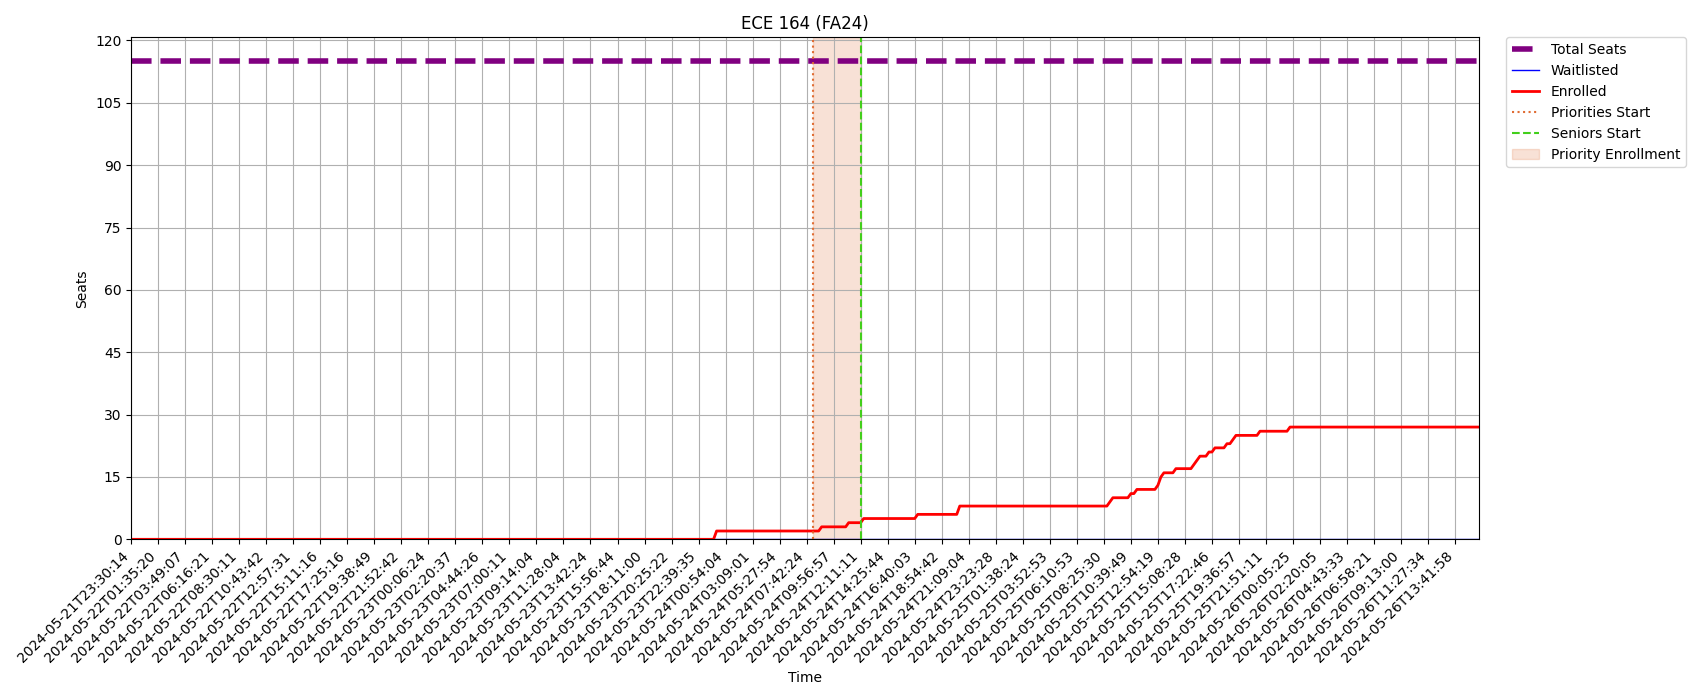 ECE 164 (FA24)
Total Seats
Waitlisted
Enrolled
Priorities Start
Seniors Start
Priority Enrollment
120
105
90
75
60
45
30
15
0
Seats
2024-05-21T23:30:14
2024-05-22T01:35:20
2024-05-22T03:49:07
2024-05-22T06:16:21
2024-05-22T08:30:11
2024-05-22T10:43:42
2024-05-22T12:57:31
2024-05-22T15:11:16
2024-05-22T17:25:16
2024-05-22T19:38:49
2024-05-22T21:52:42
2024-05-23T00:06:24
2024-05-23T02:20:37
2024-05-23T04:44:26
2024-05-23T07:00:11
2024-05-23T09:14:04
2024-05-23T11:28:04
2024-05-23T13:42:24
2024-05-23T15:56:44
2024-05-23T18:11:00
2024-05-23T20:25:22
2024-05-23T22:39:35
2024-05-24T00:54:04
2024-05-24T03:09:01
2024-05-24T05:27:54
2024-05-24T07:42:24
2024-05-24T09:56:57
2024-05-24T12:11:11
2024-05-24T14:25:44
2024-05-24T16:40:03
2024-05-24T18:54:42
2024-05-24T21:09:04
2024-05-24T23:23:28
2024-05-25T01:38:24
2024-05-25T03:52:53
2024-05-25T06:10:53
2024-05-25T08:25:30
2024-05-25T10:39:49
2024-05-25T12:54:19
2024-05-25T15:08:28
2024-05-25T17:22:46
2024-05-25T19:36:57
2024-05-25T21:51:11
2024-05-26T00:05:25
2024-05-26T02:20:05
2024-05-26T04:43:33
2024-05-26T06:58:21
2024-05-26T09:13:00
2024-05-26T11:27:34
2024-05-26T13:41:58
Time